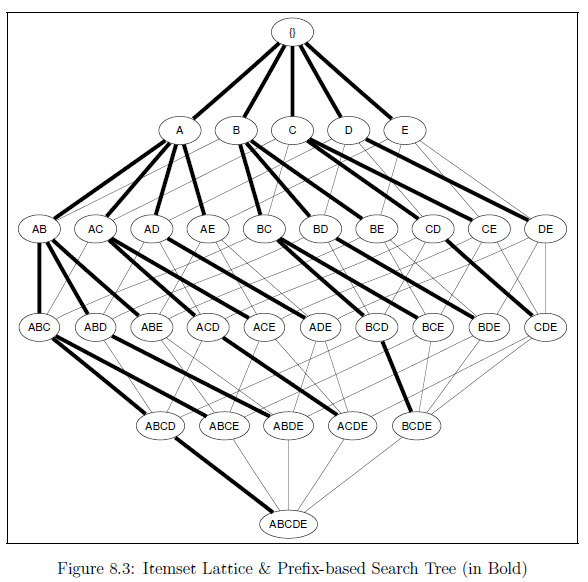 {}
A B C D E
AB AC AD AE BC BD BE CD CE DE
ABC ABD ABE ACD ACE ADE BCD BCE BDE CDE
ABCD ABCE ABDE ACDE BCDE
ABCDE
Figure 8.3: Itemset Lattice & Prefix-based Search Tree (in Bold)